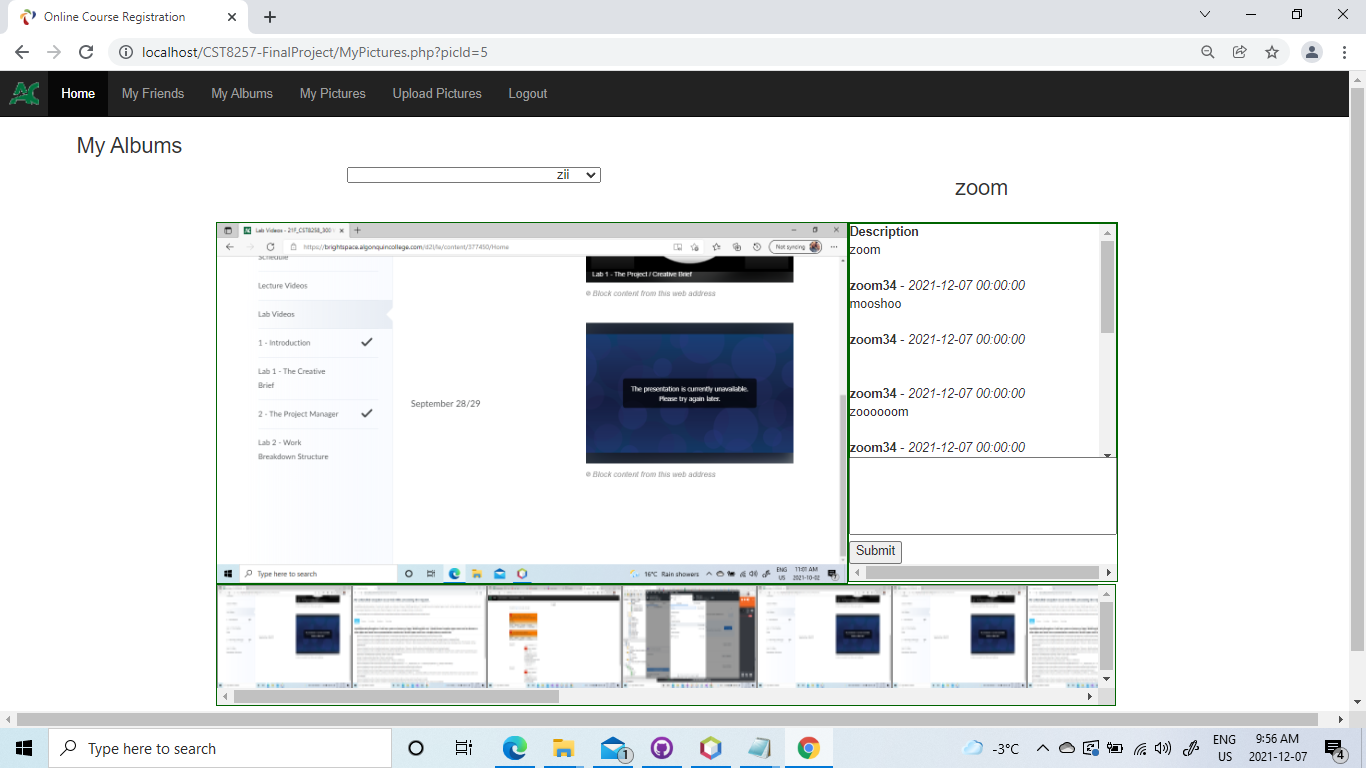 Online Course Registration
localhost/CST8257-FinalProject/MyPictures.php?picId=5
Home My Friends My Albums My Pictures Upload Pictures Logout
My Albums
zii
zoom
Lab Videos - 21F_CST8258_300
https://brightspace.algonquincollege.com/d2l/le/content/377450/Home
Not syncing
Schedule
Lecture Videos
Lab Videos
1 - Introduction
Lab 1 - The Creative
Brief
2 - The Project Manager
Lab 2 - Work
Breakdown Structure
September 28/29
Lab 1 - The Project / Creative Brief
Block content from this web address
The presentation is currently unavailable.
Please try again later.
Block content from this web address
Type here to search
16°C Rain showers
ENG
US
11:07 AM
2021-10-02
Description
zoom
zoom34 - 2021-12-07 00:00:00
mooshoo
zoom34 - 2021-12-07 00:00:00
zoom34 - 2021-12-07 00:00:00
zoooooom
zoom34 - 2021-12-07 00:00:00
Submit
Type here to search
1
-3°C
ENG
US
9:56 AM
2021-12-07
4